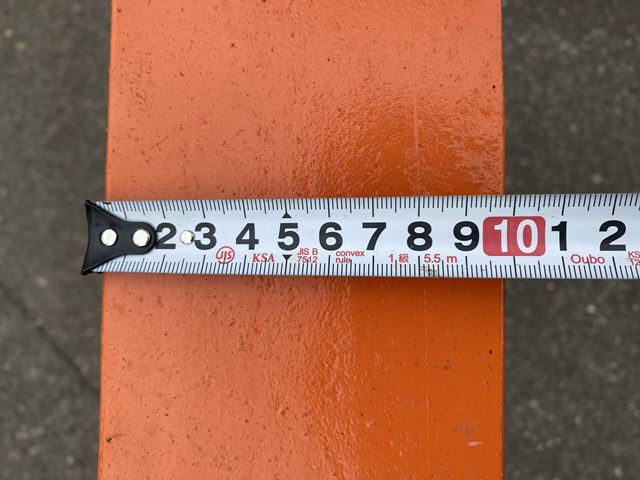 2 3 4 5 6 7 8 9 10 1 2
JIS KSA JIS B convex 1級 5.5 m Oubo KS
7512 rule 12